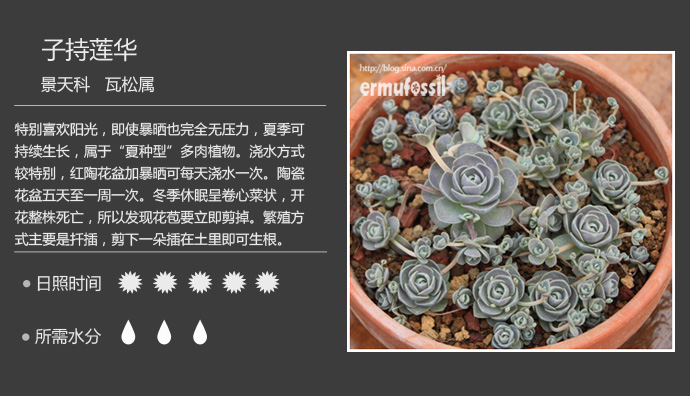 子持莲华
景天科 瓦松属
特别喜欢阳光，即使暴晒也完全无压力，夏季可
持续生长，属于“夏种型”多肉植物。浇水方式
较特别，红陶花盆加暴晒可每天浇水一次。陶瓷
花盆五天至一周一次。冬季休眠呈卷心菜状，开
花整株死亡，所以发现花苞要立即剪掉。繁殖方
式主要是扦插，剪下一朵插在土里即可生根。
日照时间
所需水分
http://blog.sina.com.cn/
ermufossil